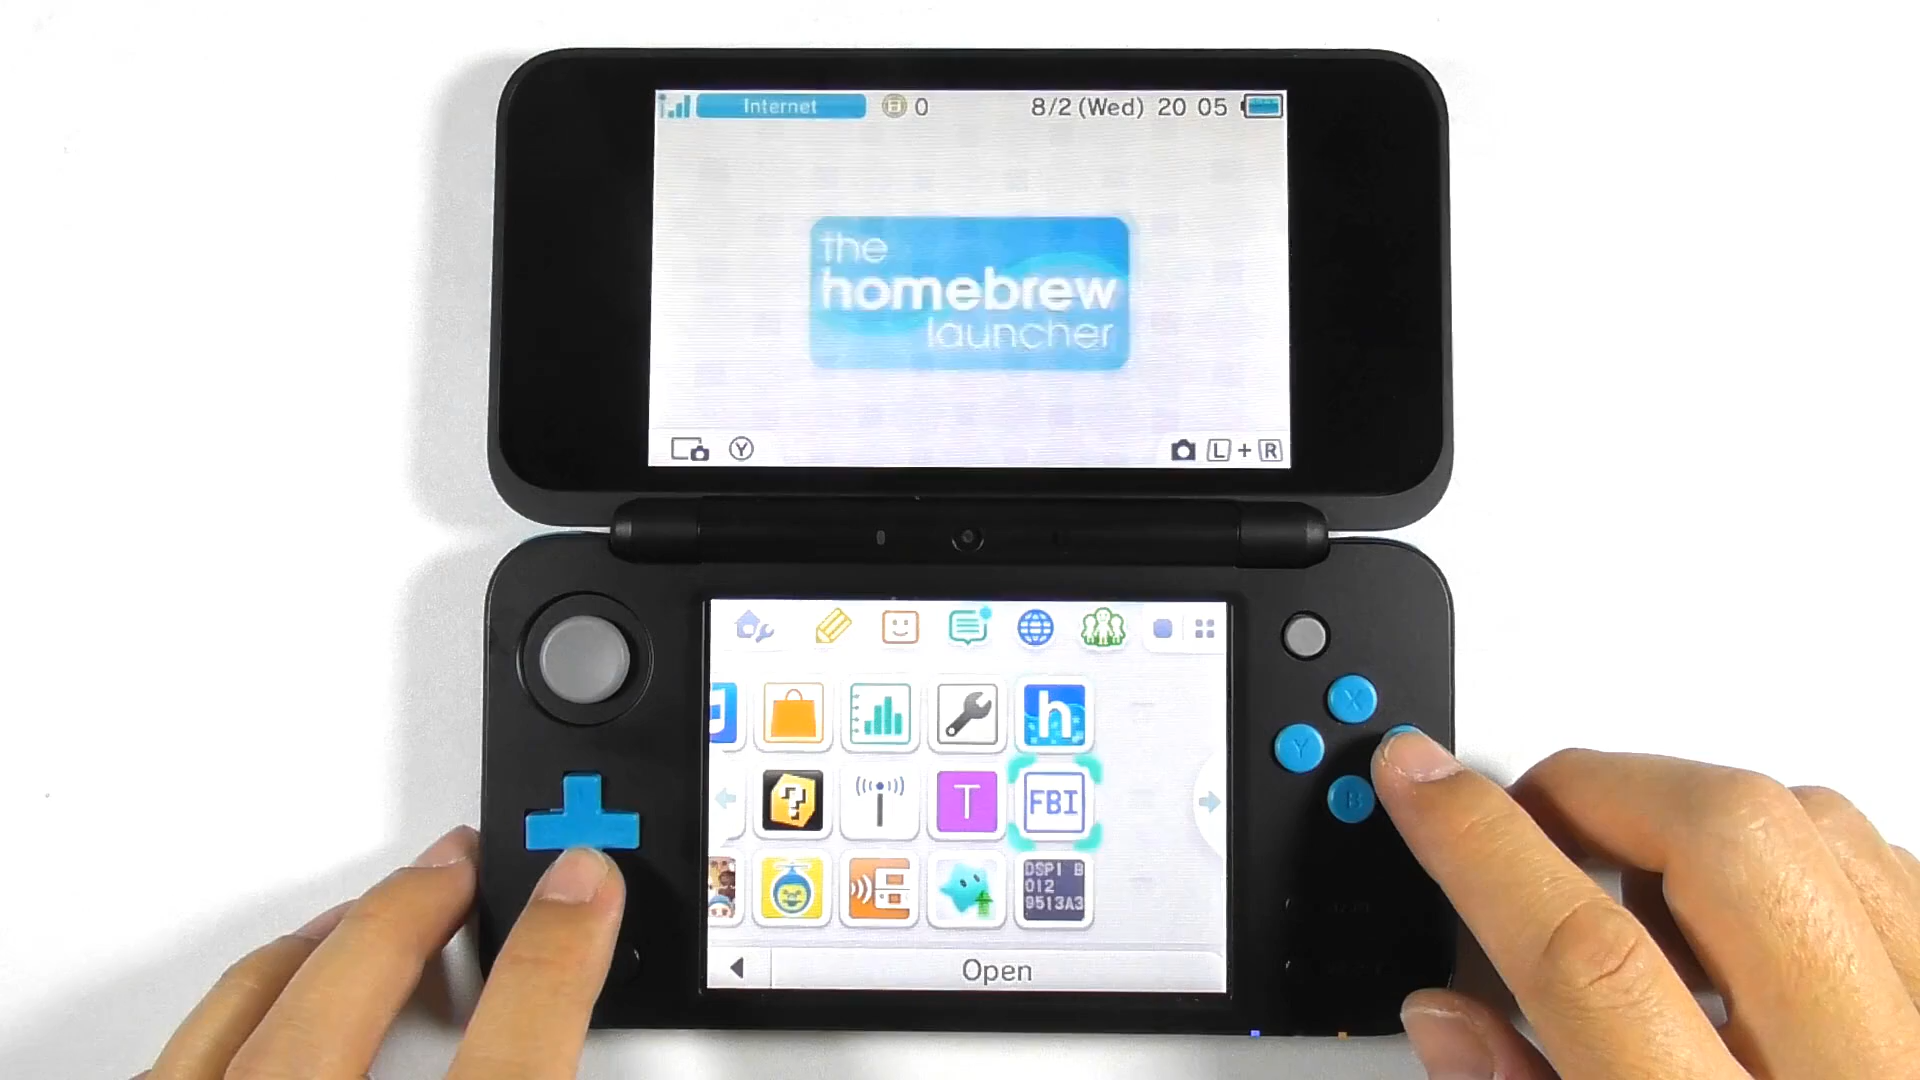 Internet 0 8/2 (Wed) 20 05
the
homebrew
launcher
Y L + R
h
X
Y
B
?
T
FBI
DSP1 B
012
9513A3
Open